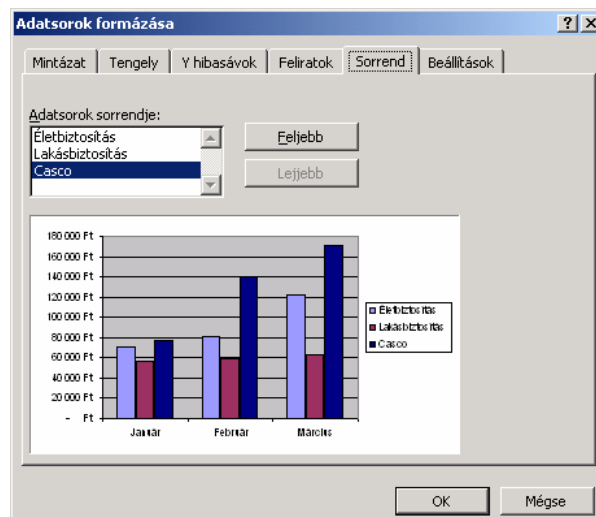 Adatsorok formázása
Mintázat Tengely Y hibasávok Feliratok Sorrend Beállítások
Adatsorok sorrendje:
Életbiztosítás
Lakásbiztosítás
Casco
Feljebb
Lejjebb
180 000 Ft
160 000 Ft
140 000 Ft
120 000 Ft
100 000 Ft
80 000 Ft
60 000 Ft
40 000 Ft
20 000 Ft
- Ft
Január Február Március
Életbiztosítás
Lakásbiztosítás
Casco
OK Mégse